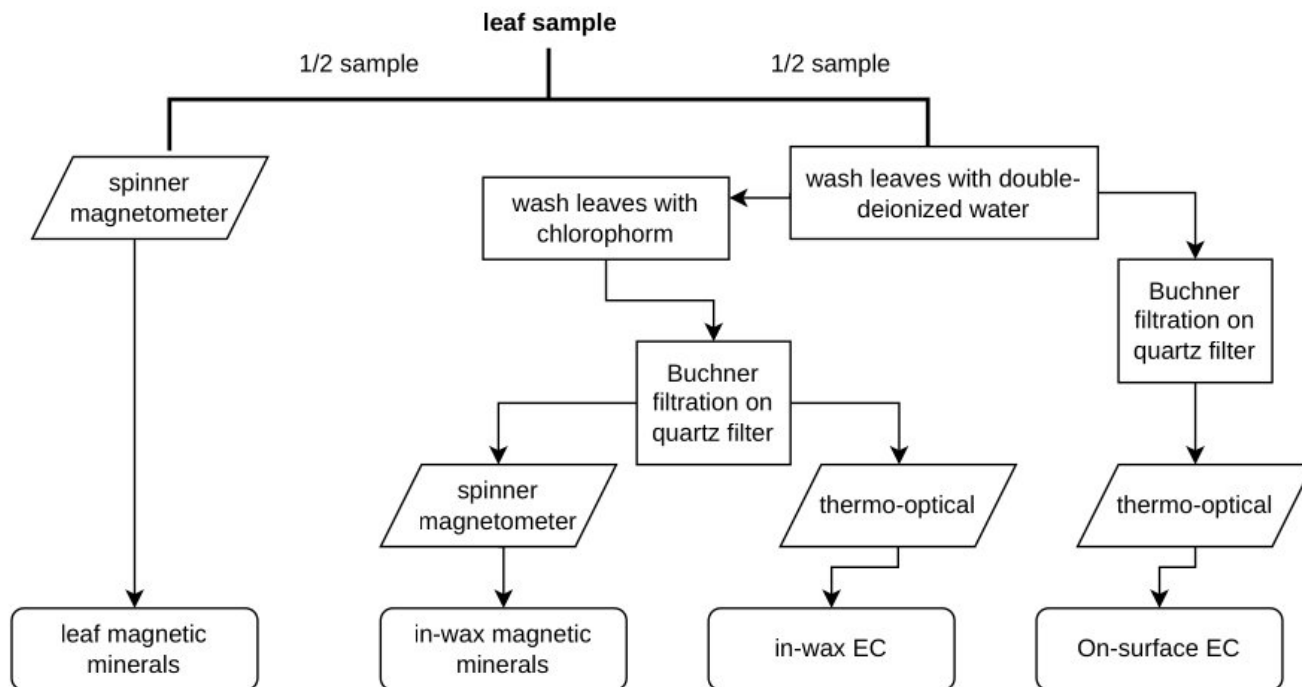 leaf sample
1/2 sample
1/2 sample
spinner
magnetometer
wash leaves with double-
deionized water
wash leaves with
chlorophorm
Buchner
filtration on
quartz filter
Buchner
filtration on
quartz filter
spinner
magnetometer
thermo-optical
thermo-optical
leaf magnetic
minerals
in-wax magnetic
minerals
in-wax EC
On-surface EC